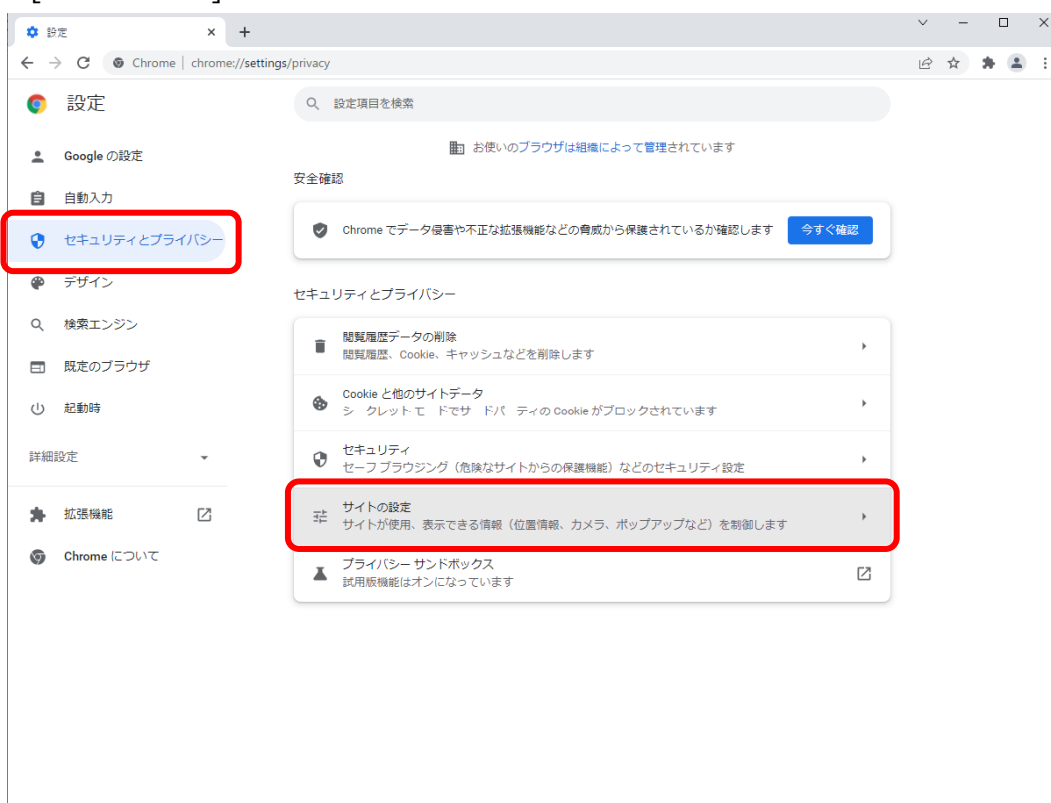 設定
Chrome | chrome://settings/privacy
設定
設定項目を検索
お使いのブラウザは組織によって管理されています
Google の設定
自動入力
セキュリティとプライバシー
デザイン
検索エンジン
既定のブラウザ
起動時
詳細設定
拡張機能
Chrome について
安全確認
Chrome でデータ侵害や不正な拡張機能などの脅威から保護されているか確認します
今すぐ確認
セキュリティとプライバシー
閲覧履歴データの削除
閲覧履歴、Cookie、キャッシュなどを削除します
Cookie と他のサイトデータ
シ クレット モ ドでサ ドパ ティの Cookie がブロックされています
セキュリティ
セーフ ブラウジング（危険なサイトからの保護機能）などのセキュリティ設定
サイトの設定
サイトが使用、表示できる情報（位置情報、カメラ、ポップアップなど）を制御します
プライバシー サンドボックス
試用版機能はオンになっています